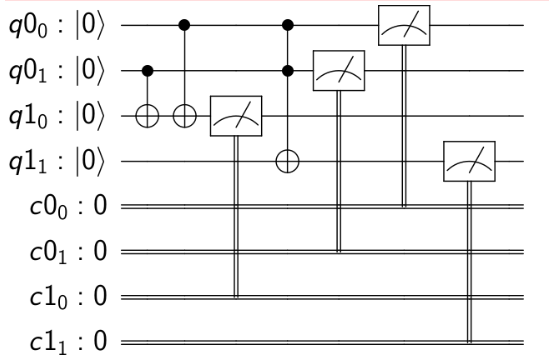 q0₀ : |0⟩
q0₁ : |0⟩
q1₀ : |0⟩
q1₁ : |0⟩
c0₀ : 0
c0₁ : 0
c1₀ : 0
c1₁ : 0